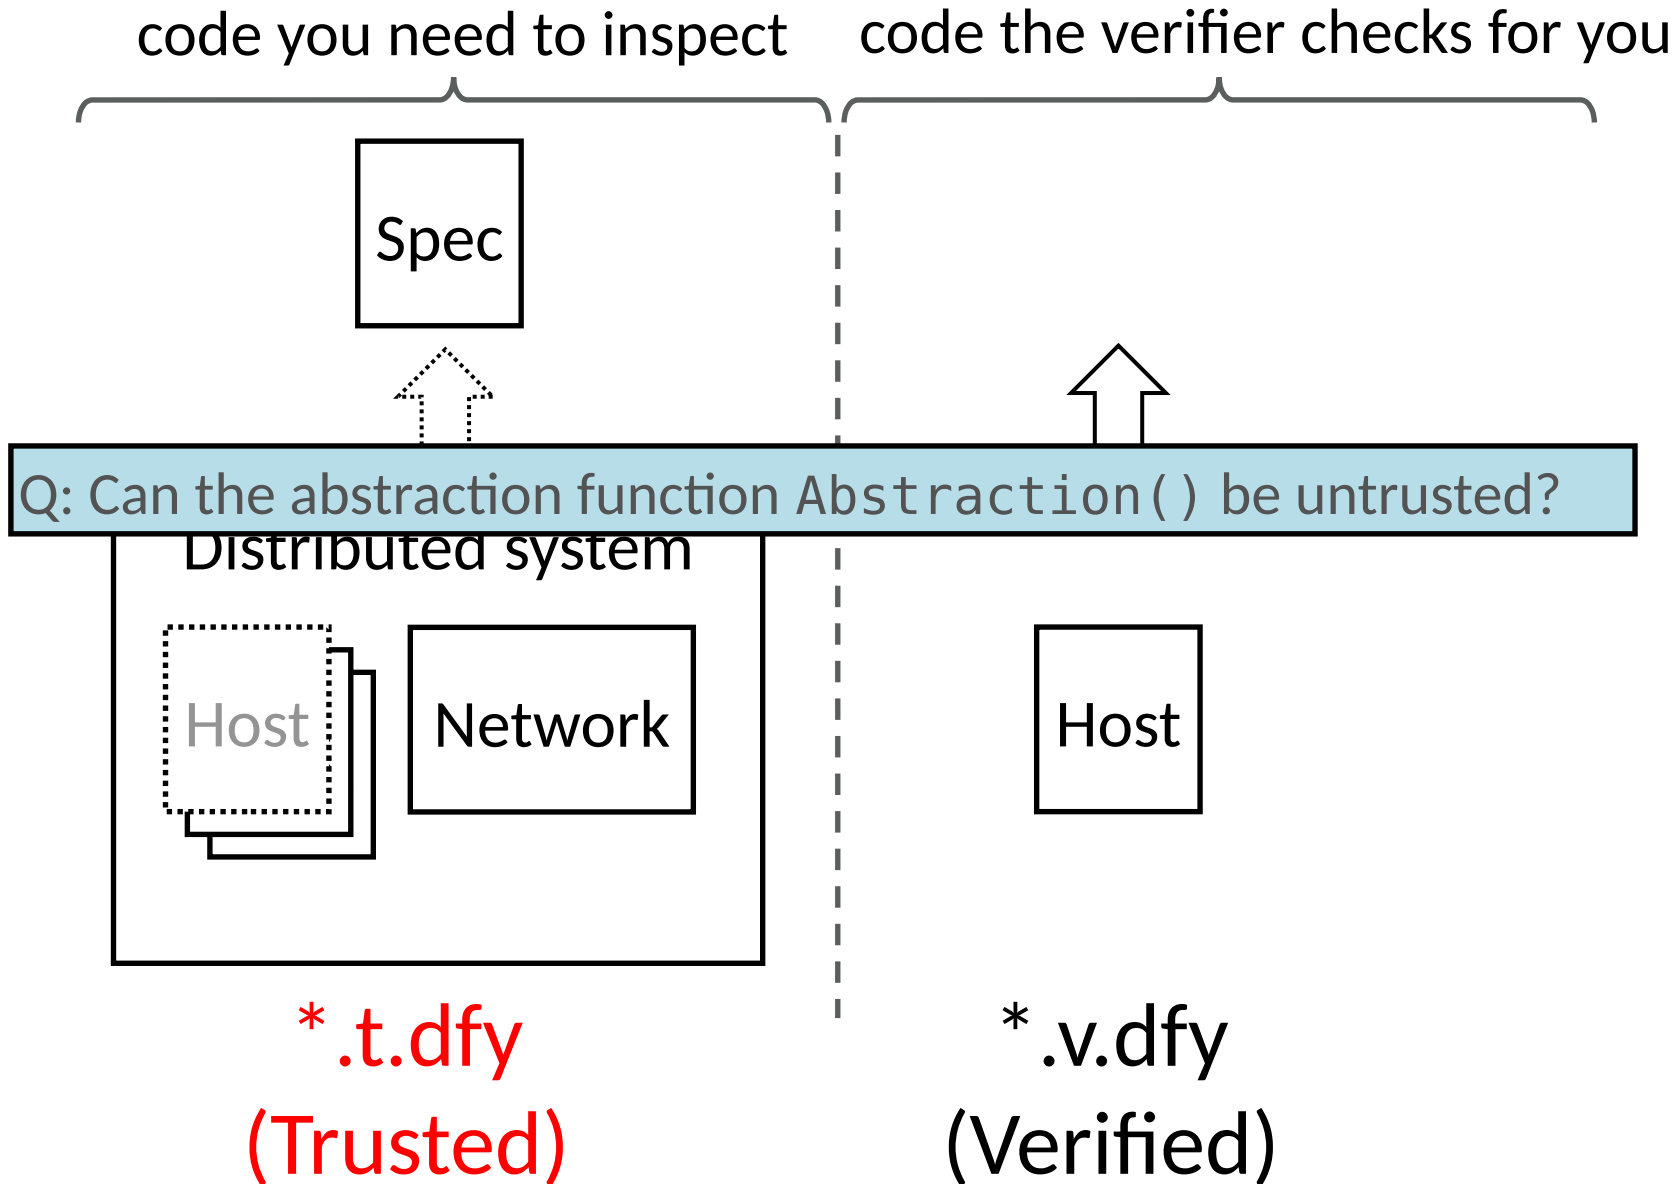 code you need to inspect
code the verifier checks for you
Spec
Q: Can the abstraction function Abstraction() be untrusted?
Distributed system
Host
Network
Host
*.t.dfy
(Trusted)
*.v.dfy
(Verified)